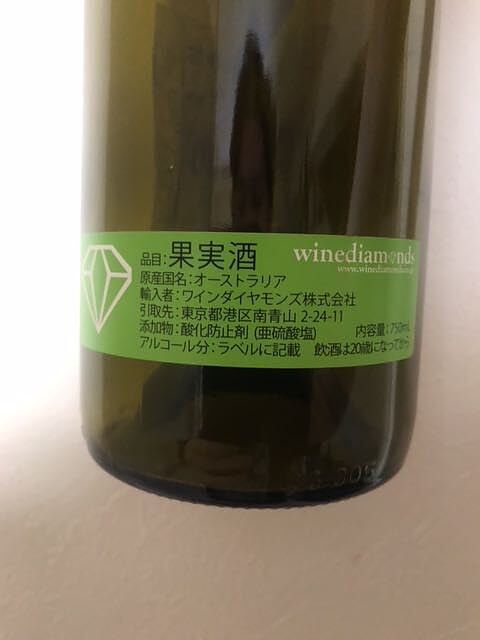 品目:果実酒
winediamonds
原産国名:オーストラリア
輸入者:ワインダイヤモンズ株式会社
引取先:東京都港区南青山 2-24-11
添加物:酸化防止剤 (亜硫酸塩) 内容量:750mL
アルコール分:ラベルに記載 飲酒は20歳になってから